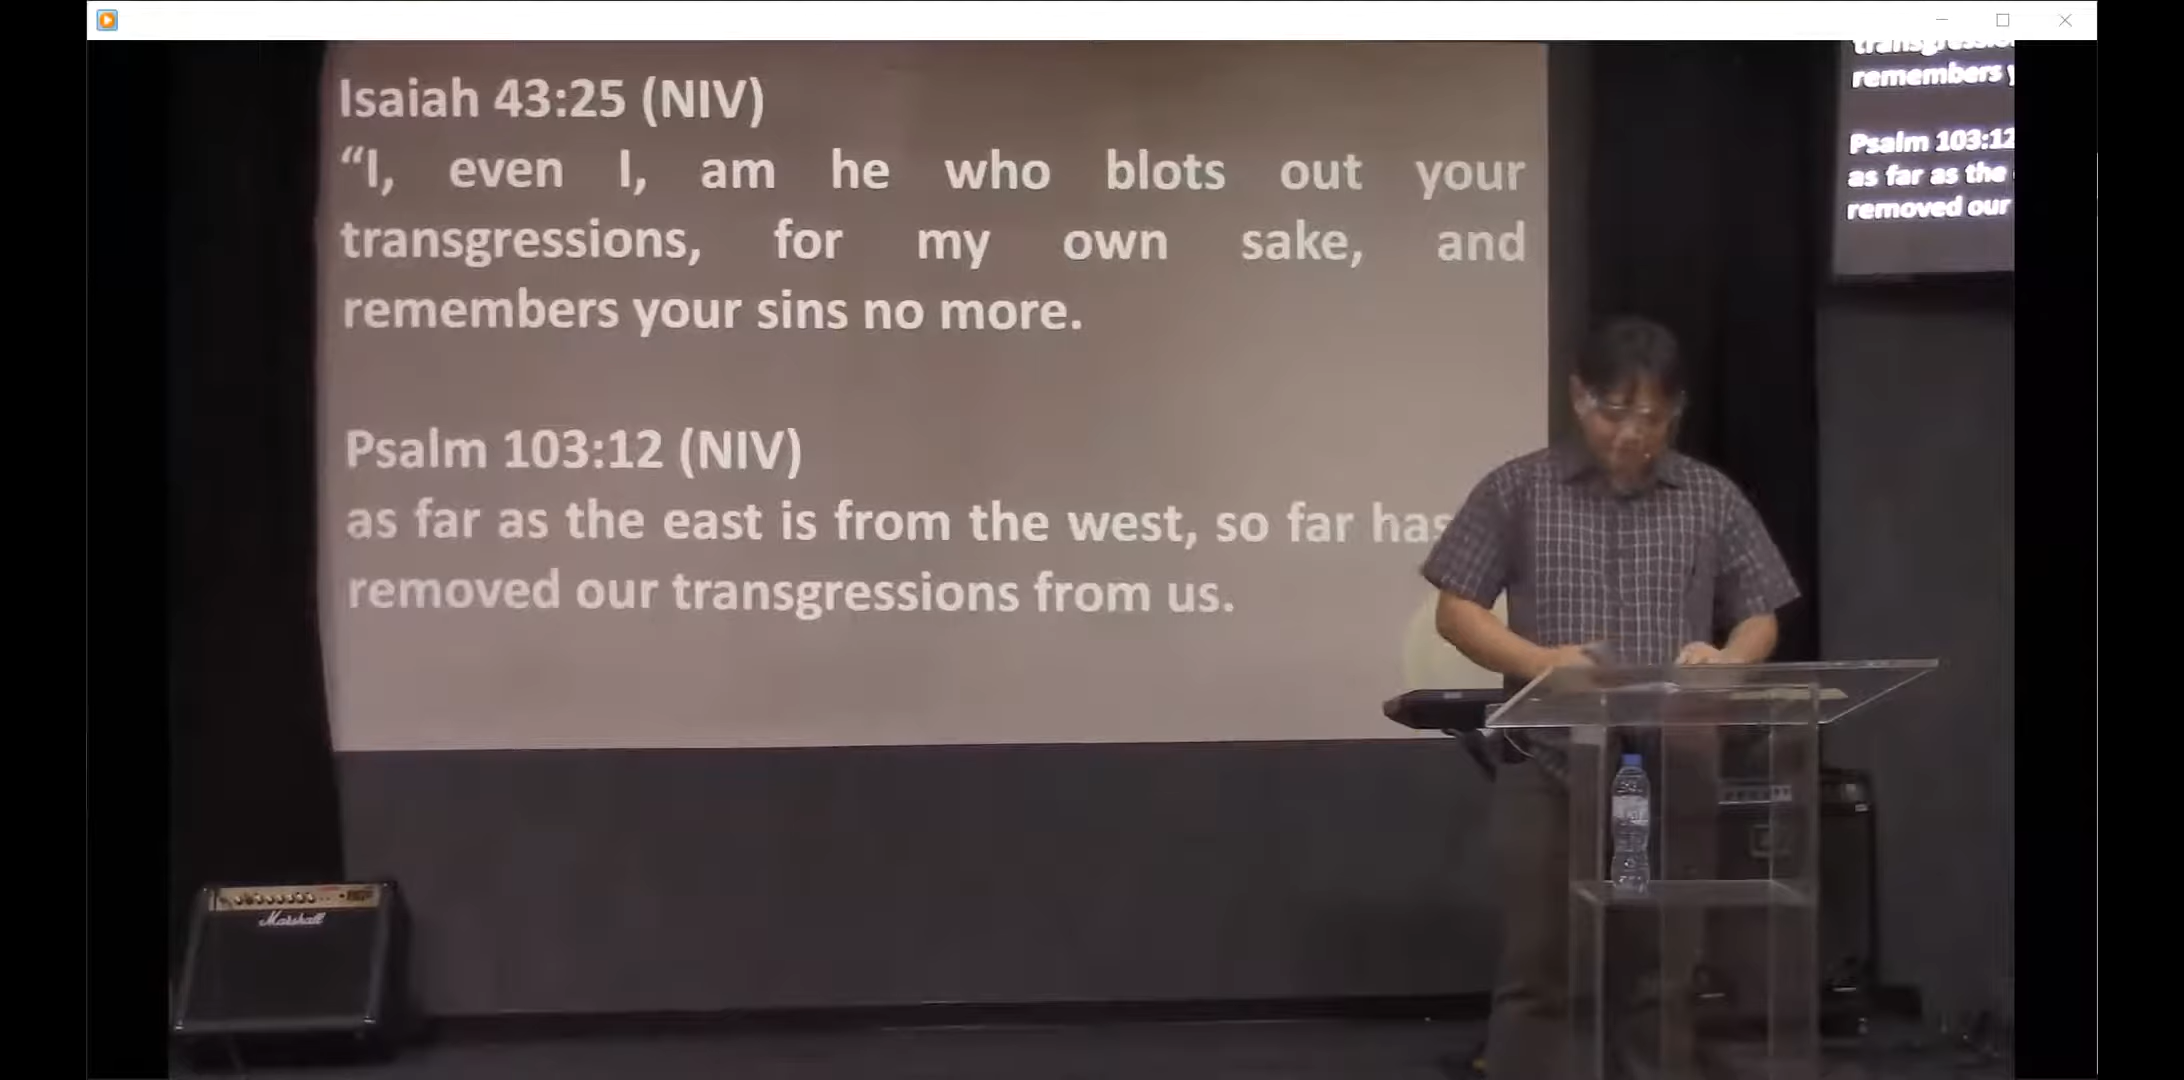 Isaiah 43:25 (NIV)
“I, even I, am he who blots out your
transgressions, for my own sake, and
remembers your sins no more.
Psalm 103:12 (NIV)
as far as the east is from the west, so far has
removed our transgressions from us.
remembers
Psalm 103:12
as far as the
removed our
Marshall